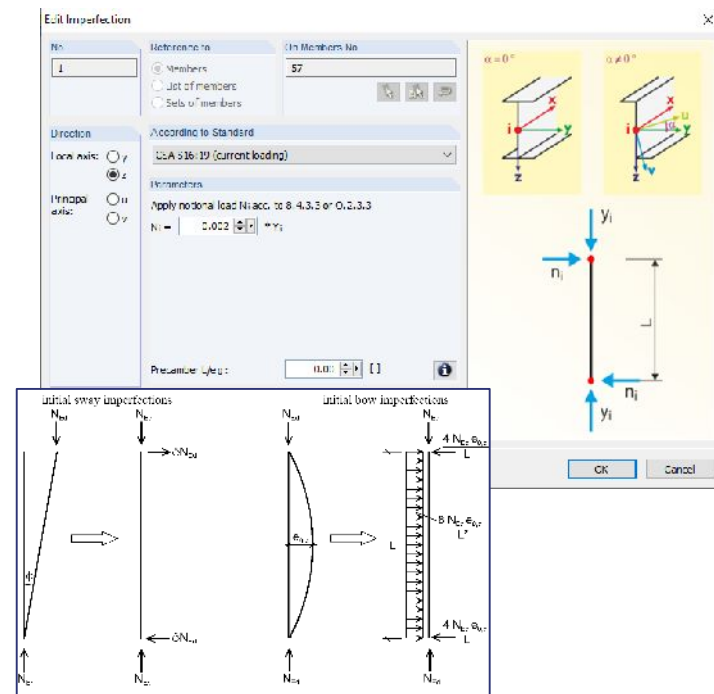 Edit Imperfection
No
1
Reference to
Members
List of members
Sets of members
On Members No
57
α = 0°
α ≠ 0°
i
x
y
z
i
x
u
y
α
z
v
Direction
Local axis:
y
z
Principal axis:
u
v
According to Standard
CSA S16:19 (current loading)
Parameters
Apply notional load Ni acc. to 8.4.3.3 or O.2.3.3
Ni =
0.002
* Yi
Precamber L/e0:
0.00
[ ]
yi
ni
L
ni
yi
OK
Cancel
initial sway imperfections
initial bow imperfections
NEd
NEd
NEd
NEd
ϕNEd
4 NEd e0,d
L
ϕ
e0,d
L
8 NEd e0,d
L²
ϕNEd
4 NEd e0,d
L
NEd
NEd
NEd
NEd